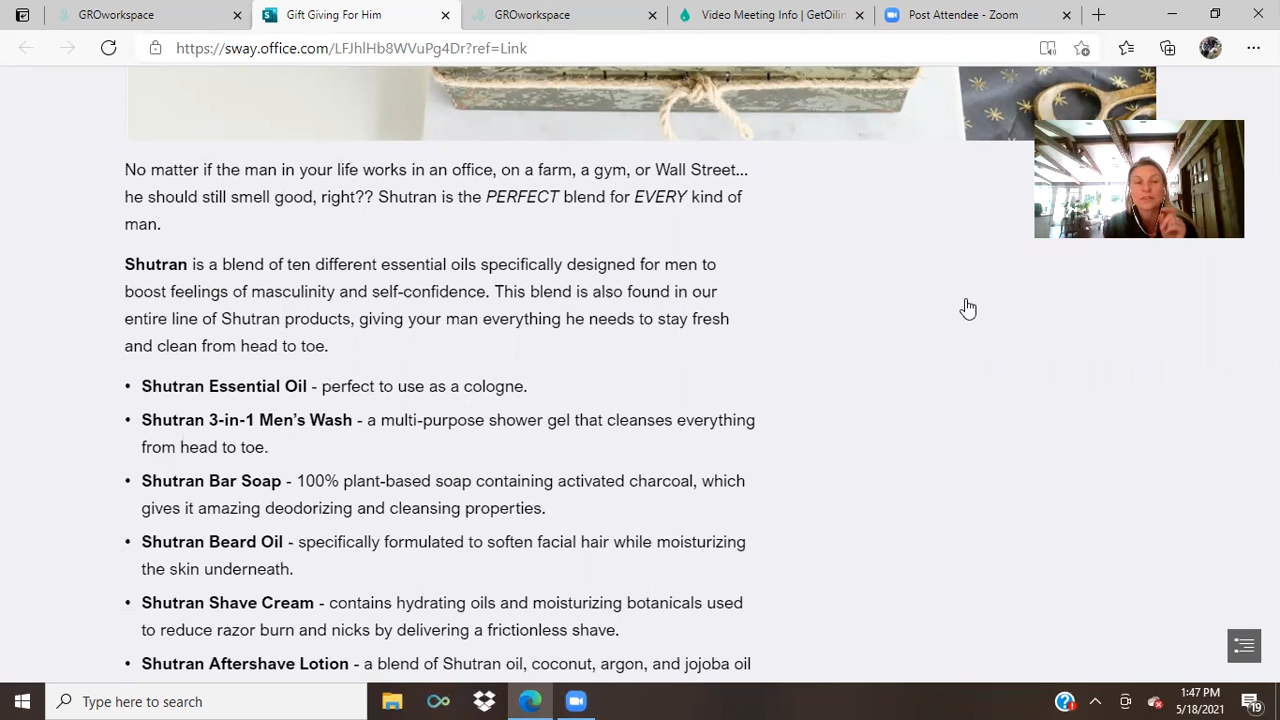 GROworkspace
Gift Giving For Him
GROworkspace
Video Meeting Info | GetOilin
Post Attendee - Zoom
https://sway.office.com/LFJhlHb8WVuPg4Dr?ref=Link
No matter if the man in your life works in an office, on a farm, a gym, or Wall Street...
he should still smell good, right?? Shutran is the PERFECT blend for EVERY kind of
man.
Shutran is a blend of ten different essential oils specifically designed for men to
boost feelings of masculinity and self-confidence. This blend is also found in our
entire line of Shutran products, giving your man everything he needs to stay fresh
and clean from head to toe.
• Shutran Essential Oil - perfect to use as a cologne.
• Shutran 3-in-1 Men's Wash - a multi-purpose shower gel that cleanses everything
from head to toe.
• Shutran Bar Soap - 100% plant-based soap containing activated charcoal, which
gives it amazing deodorizing and cleansing properties.
• Shutran Beard Oil - specifically formulated to soften facial hair while moisturizing
the skin underneath.
• Shutran Shave Cream - contains hydrating oils and moisturizing botanicals used
to reduce razor burn and nicks by delivering a frictionless shave.
• Shutran Aftershave Lotion - a blend of Shutran oil, coconut, argon, and jojoba oil
Type here to search
1:47 PM
5/18/2021
19